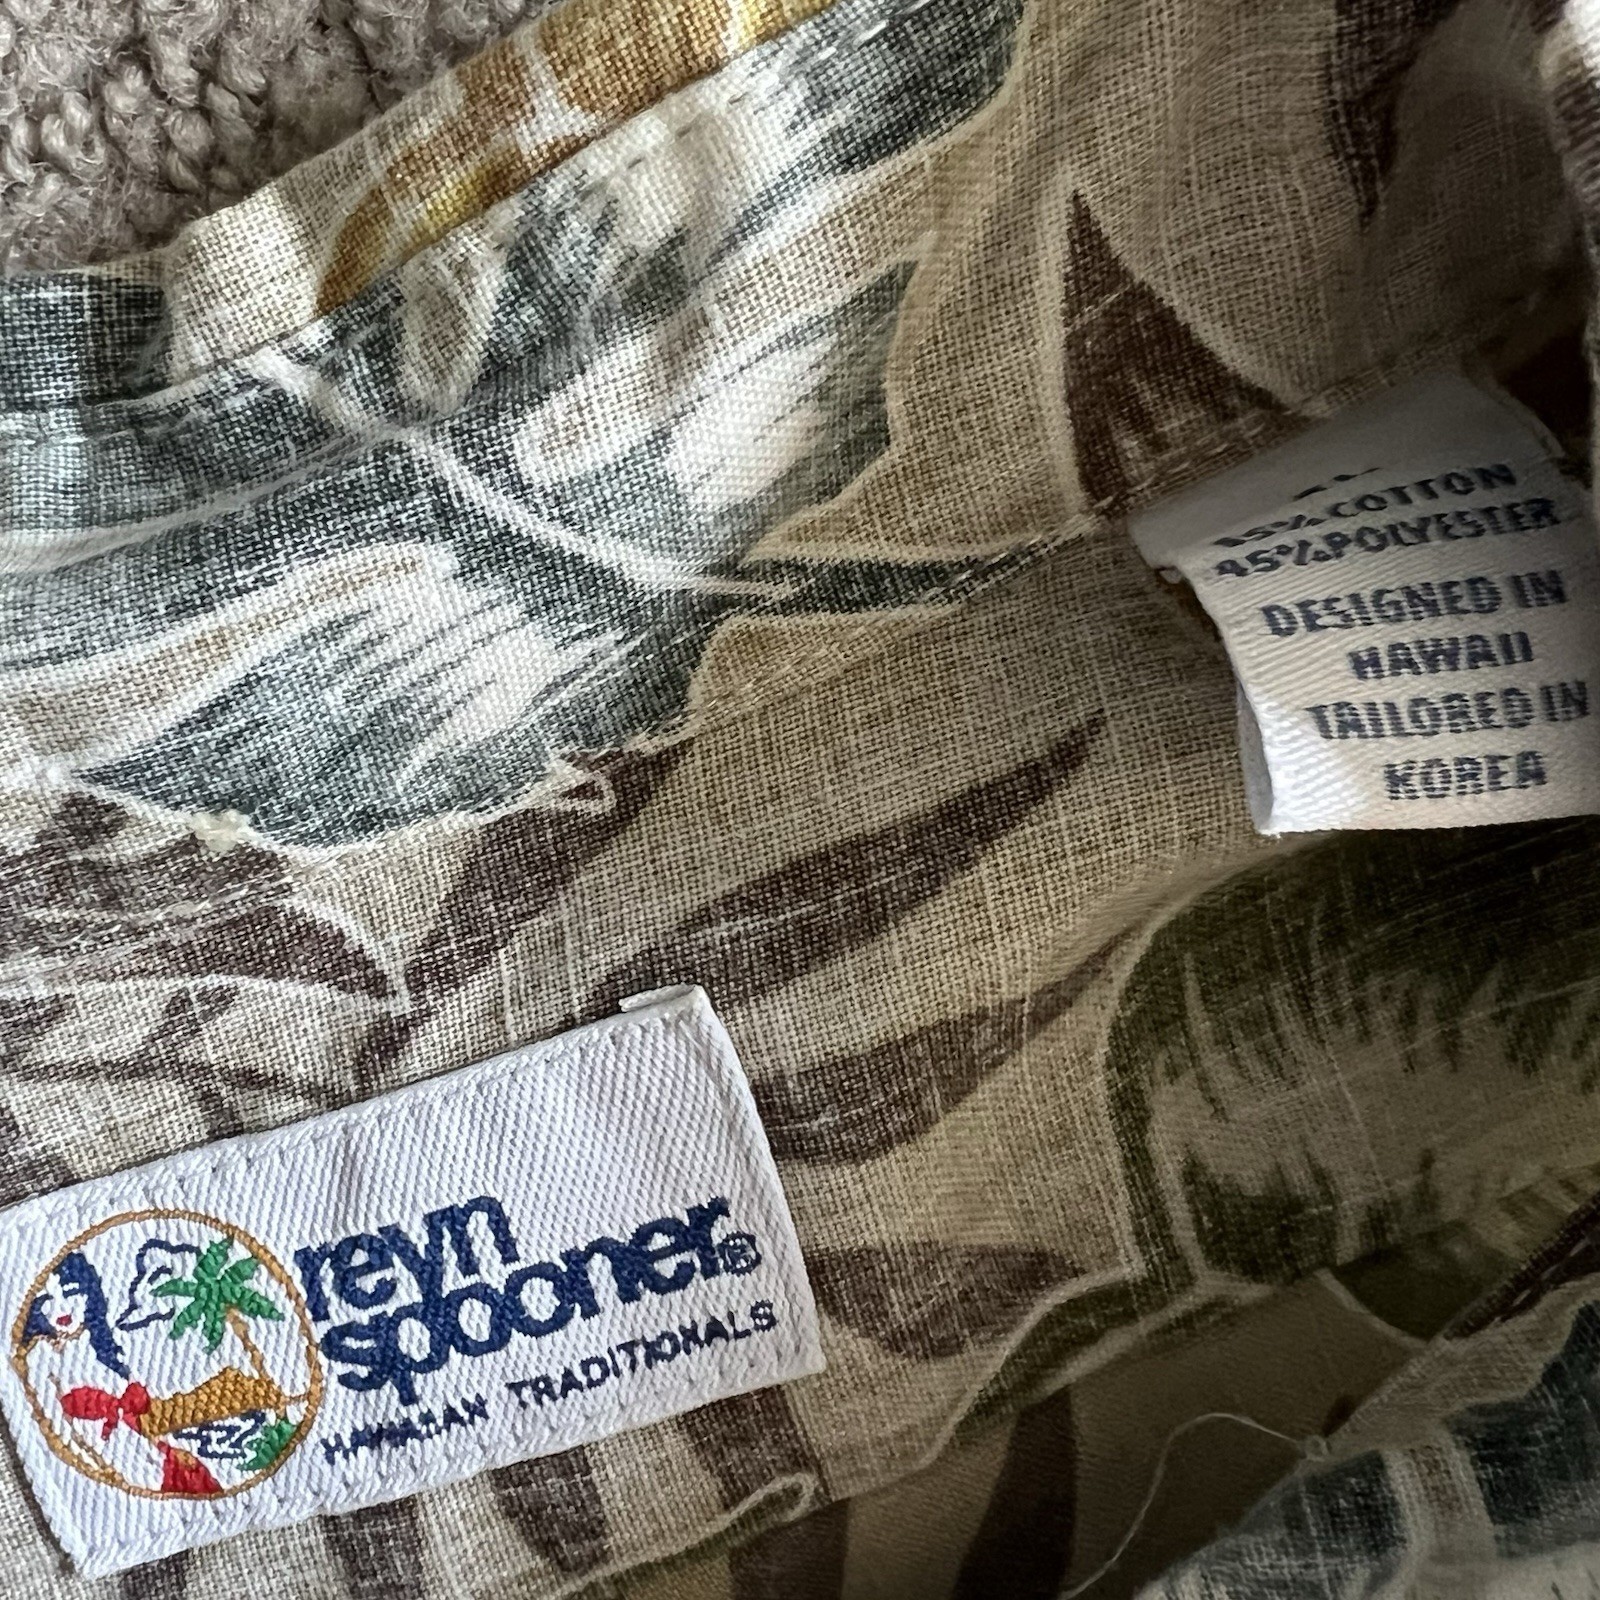 COTTON
45% POLYESTER
DESIGNED IN
HAWAII
TAILORED IN
KOREA
reyn
spooner®
HAWAIIAN TRADITIONALS